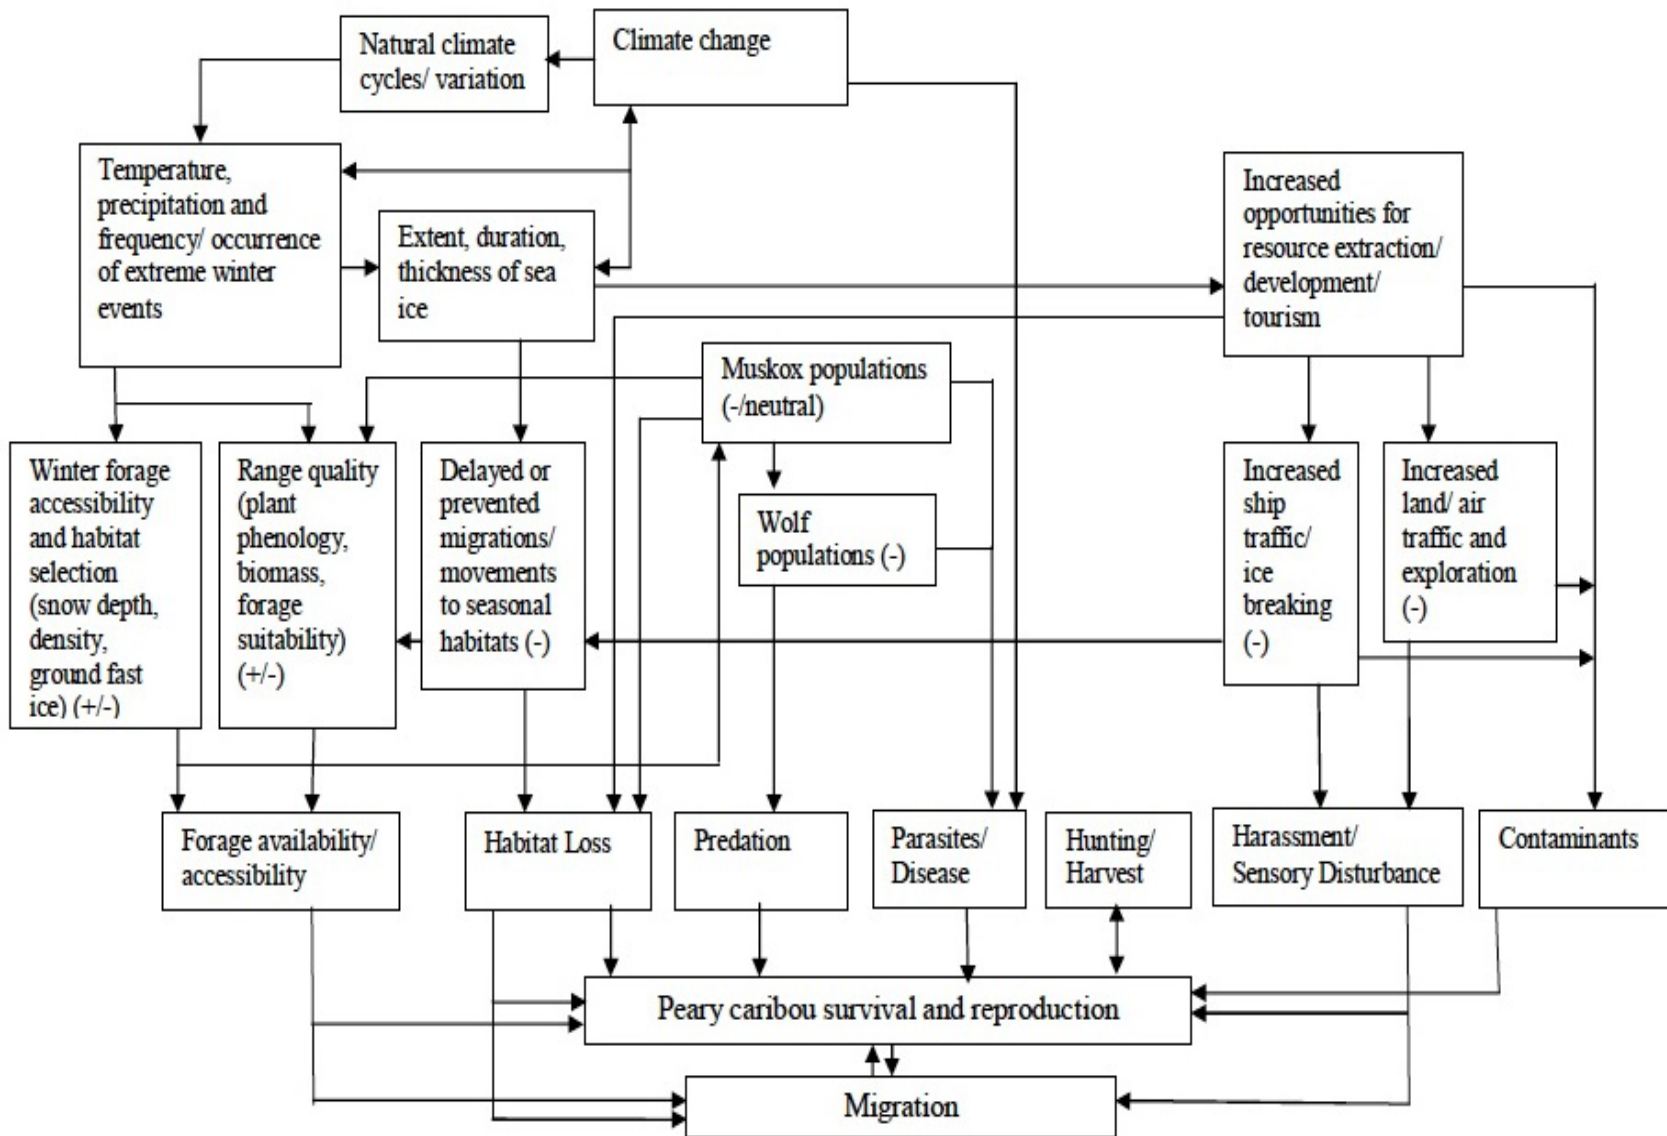 Natural climate
cycles/ variation
Climate change
Temperature,
precipitation and
frequency/ occurrence
of extreme winter
events
Extent, duration,
thickness of sea
ice
Increased
opportunities for
resource extraction/
development/
tourism
Muskox populations
(-/neutral)
Winter forage
accessibility
and habitat
selection
(snow depth,
density,
ground fast
ice) (+/-)
Range quality
(plant
phenology,
biomass,
forage
suitability)
(+/-)
Delayed or
prevented
migrations/
movements
to seasonal
habitats (-)
Wolf
populations (-)
Increased
ship
traffic/
ice
breaking
(-)
Increased
land/ air
traffic and
exploration
(-)
Forage availability/
accessibility
Habitat Loss
Predation
Parasites/
Disease
Hunting/
Harvest
Harassment/
Sensory Disturbance
Contaminants
Peary caribou survival and reproduction
Migration